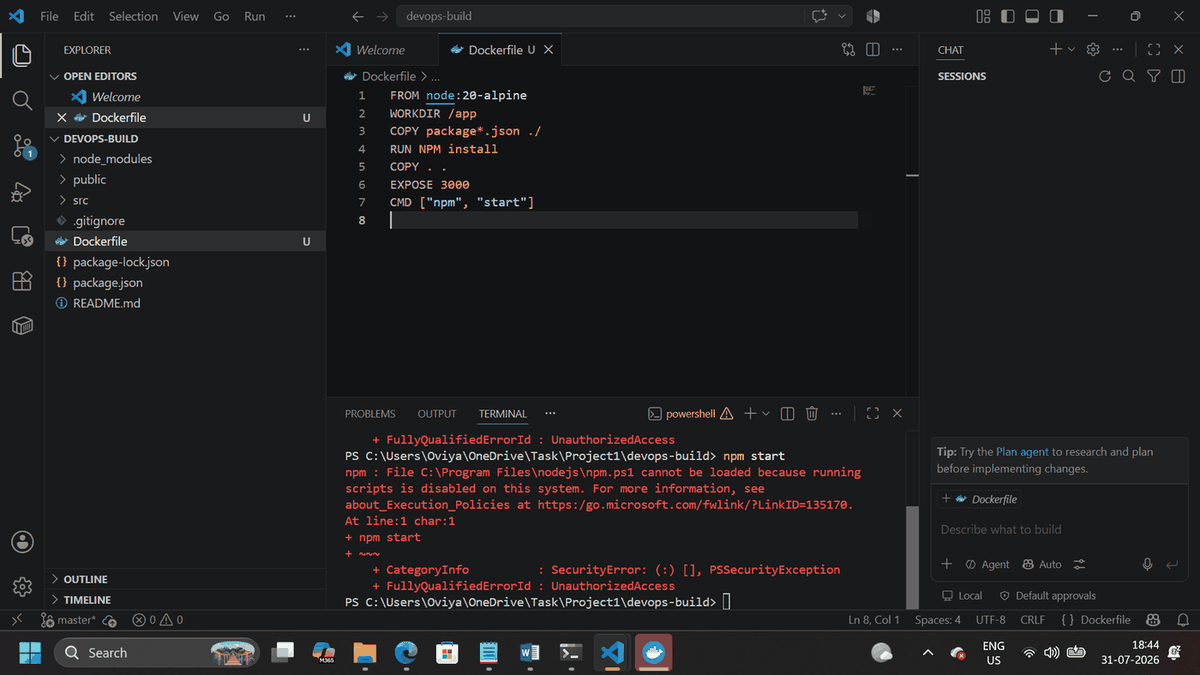 File Edit Selection View Go Run ···
devops-build
EXPLORER
OPEN EDITORS
Welcome
Dockerfile U
DEVOPS-BUILD
node_modules
public
src
.gitignore
Dockerfile U
package-lock.json
package.json
README.md
OUTLINE
TIMELINE
1
Welcome
Dockerfile U
Dockerfile > ...
1 FROM node:20-alpine
2 WORKDIR /app
3 COPY package*.json ./
4 RUN NPM install
5 COPY . .
6 EXPOSE 3000
7 CMD ["npm", "start"]
8
PROBLEMS OUTPUT TERMINAL ···
powershell
+ FullyQualifiedErrorId : UnauthorizedAccess
PS C:\Users\Oviya\OneDrive\Task\Project1\devops-build> npm start
npm : File C:\Program Files\nodejs\npm.ps1 cannot be loaded because running
scripts is disabled on this system. For more information, see
about_Execution_Policies at https:/go.microsoft.com/fwlink/?LinkID=135170.
At line:1 char:1
+ npm start
+ ~~~
+ CategoryInfo : SecurityError: (:) [], PSSecurityException
+ FullyQualifiedErrorId : UnauthorizedAccess
PS C:\Users\Oviya\OneDrive\Task\Project1\devops-build>
CHAT
SESSIONS
Tip: Try the Plan agent to research and plan
before implementing changes.
+ Dockerfile
Describe what to build
Agent Auto
Local Default approvals
master* 0 0 Ln 8, Col 1 Spaces: 4 UTF-8 CRLF { } Dockerfile
Search
M365
ENG
US
18:44
31-07-2026